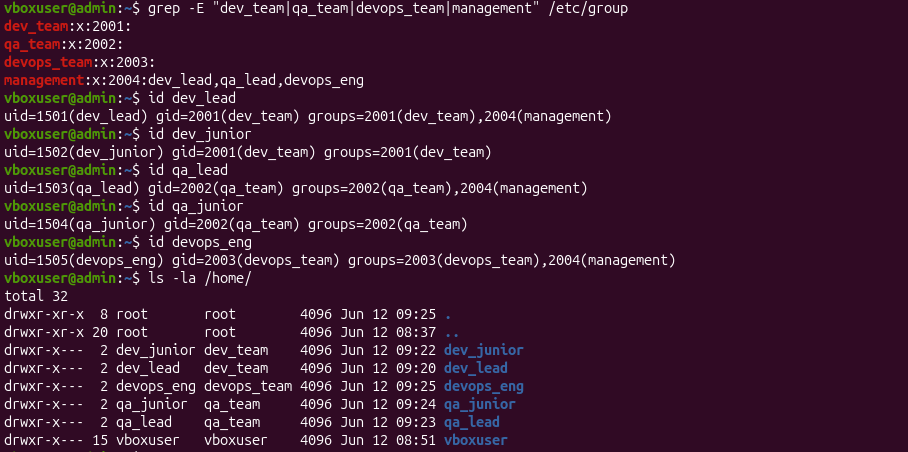 vboxuser@admin:~$ grep -E "dev_team|qa_team|devops_team|management" /etc/group
dev_team:x:2001:
qa_team:x:2002:
devops_team:x:2003:
management:x:2004:dev_lead,qa_lead,devops_eng
vboxuser@admin:~$ id dev_lead
uid=1501(dev_lead) gid=2001(dev_team) groups=2001(dev_team),2004(management)
vboxuser@admin:~$ id dev_junior
uid=1502(dev_junior) gid=2001(dev_team) groups=2001(dev_team)
vboxuser@admin:~$ id qa_lead
uid=1503(qa_lead) gid=2002(qa_team) groups=2002(qa_team),2004(management)
vboxuser@admin:~$ id qa_junior
uid=1504(qa_junior) gid=2002(qa_team) groups=2002(qa_team)
vboxuser@admin:~$ id devops_eng
uid=1505(devops_eng) gid=2003(devops_team) groups=2003(devops_team),2004(management)
vboxuser@admin:~$ ls -la /home/
total 32
drwxr-xr-x  8 root       root        4096 Jun 12 09:25 .
drwxr-xr-x 20 root       root        4096 Jun 12 08:37 ..
drwxr-x---  2 dev_junior dev_team    4096 Jun 12 09:22 dev_junior
drwxr-x---  2 dev_lead   dev_team    4096 Jun 12 09:20 dev_lead
drwxr-x---  2 devops_eng devops_team 4096 Jun 12 09:25 devops_eng
drwxr-x---  2 qa_junior  qa_team     4096 Jun 12 09:24 qa_junior
drwxr-x---  2 qa_lead    qa_team     4096 Jun 12 09:23 qa_lead
drwxr-x--- 15 vboxuser   vboxuser    4096 Jun 12 08:51 vboxuser